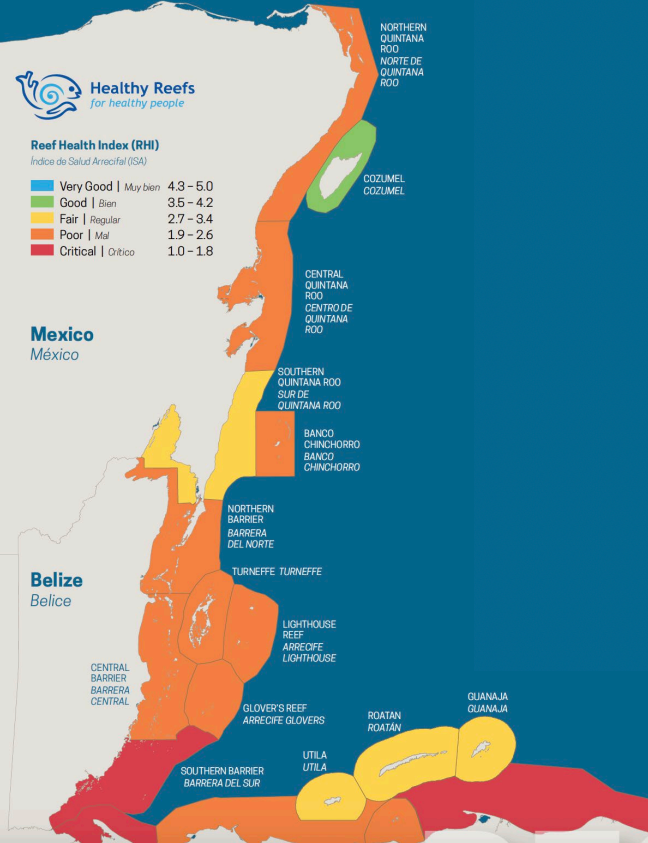 Healthy Reefs
for healthy people
Reef Health Index (RHI)
Índice de Salud Arrecifal (ISA)
Very Good | Muy bien 4.3 – 5.0
Good | Bien 3.5 – 4.2
Fair | Regular 2.7 – 3.4
Poor | Mal 1.9 – 2.6
Critical | Crítico 1.0 – 1.8
NORTHERN
QUINTANA
ROO
NORTE DE
QUINTANA
ROO
COZUMEL
COZUMEL
CENTRAL
QUINTANA
ROO
CENTRO DE
QUINTANA
ROO
Mexico
México
SOUTHERN
QUINTANA ROO
SUR DE
QUINTANA ROO
BANCO
CHINCHORRO
BANCO
CHINCHORRO
NORTHERN
BARRIER
BARRERA
DEL NORTE
TURNEFFE TURNEFFE
Belize
Belice
LIGHTHOUSE
REEF
ARRECIFE
LIGHTHOUSE
CENTRAL
BARRIER
BARRERA
CENTRAL
GLOVER'S REEF
ARRECIFE GLOVERS
GUANAJA
GUANAJA
ROATAN
ROATÁN
UTILA
UTILA
SOUTHERN BARRIER
BARRERA DEL SUR